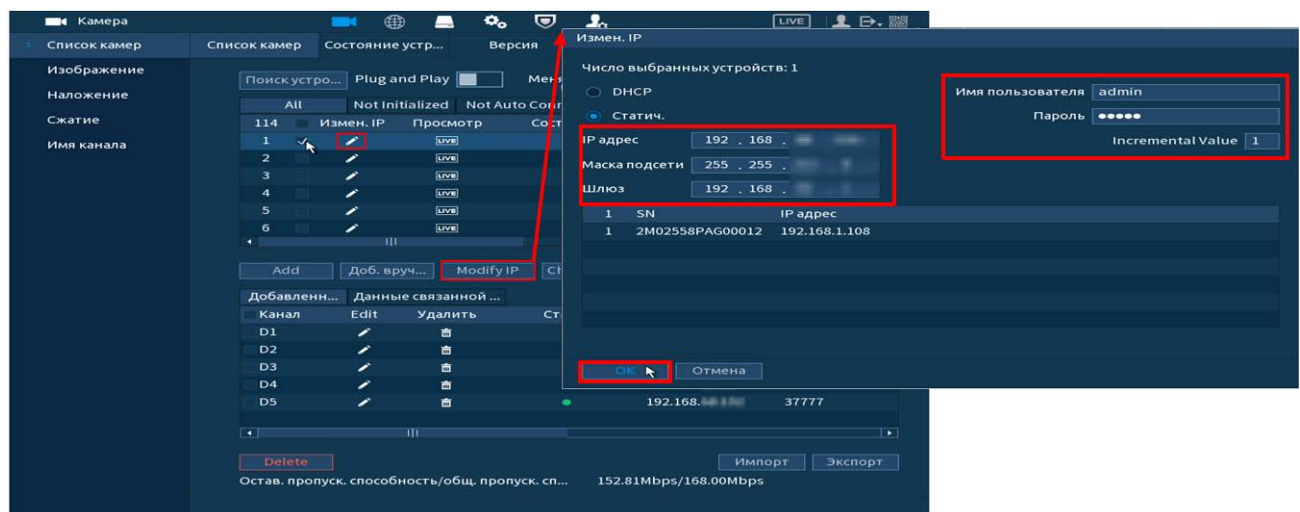 Камера
LIVE
Список камер
Изображение
Наложение
Сжатие
Имя канала
Список камер Состояние устр... Версия
Поиск устро... Plug and Play
All Not Initialized Not Auto
114 Измен. IP Просмотр
1 LIVE
2 LIVE
3 LIVE
4 LIVE
5 LIVE
6 LIVE
Add Доб. вруч... Modify IP
Добавленн... Данные связанной ...
Канал Edit Удалить
D1
D2
D3
D4
D5 192.168. 37777
Delete Импорт Экспорт
Остав. пропуск. способность/общ. пропуск. сп... 152.81Mbps/168.00Mbps
Измен. IP
Число выбранных устройств: 1
DHCP
Статич.
IP адрес 192 . 168 .
Маска подсети 255 . 255 .
Шлюз 192 . 168 .
Имя пользователя admin
Пароль •••••
Incremental Value 1
1 SN IP адрес
1 2M02558PAG00012 192.168.1.108
OK Отмена